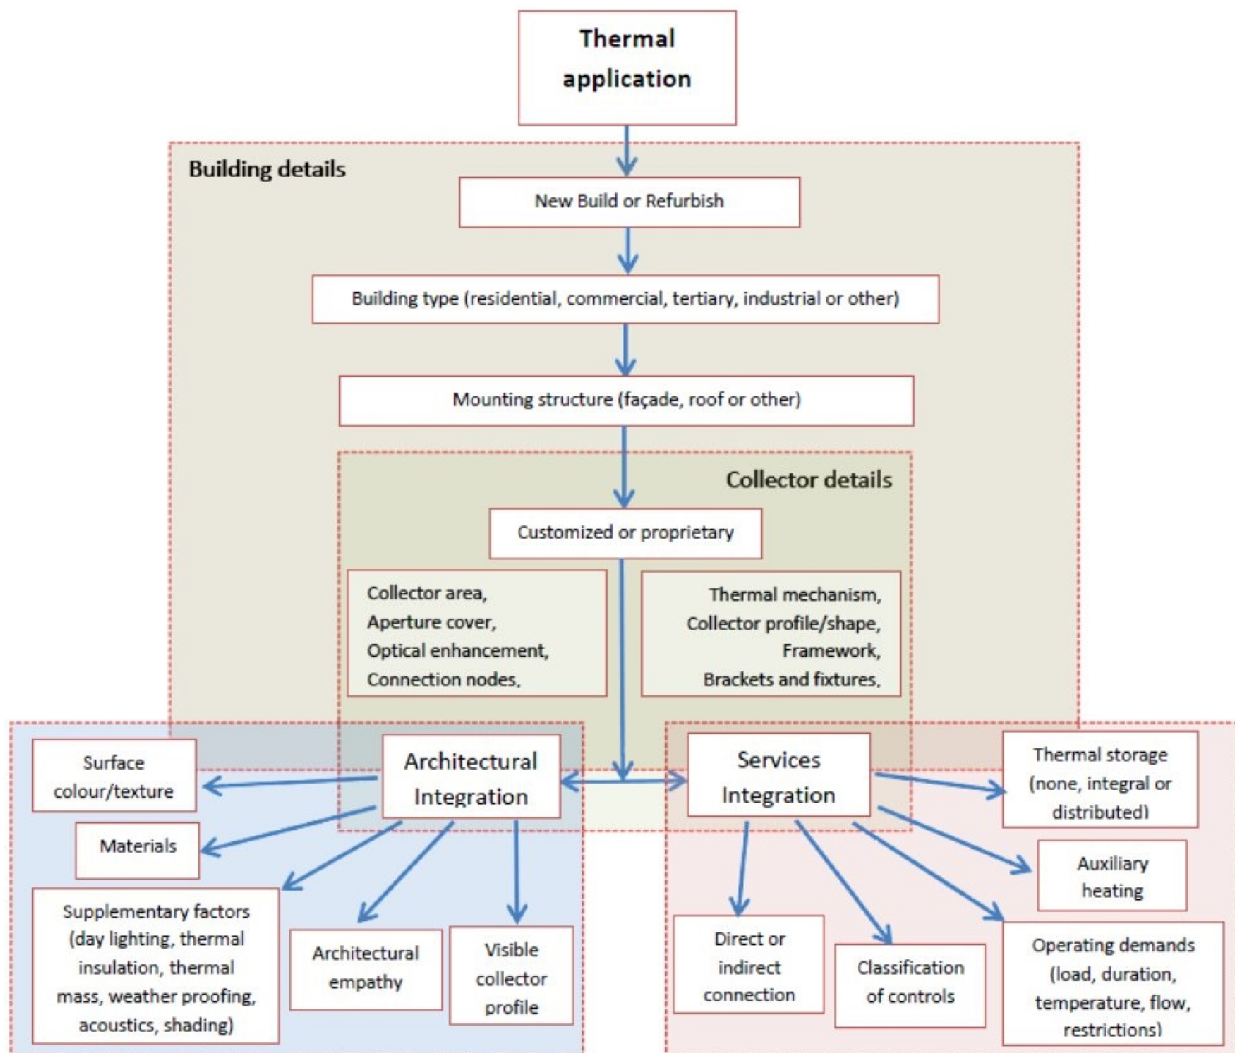 Thermal
application
Building details
New Build or Refurbish
Building type (residential, commercial, tertiary, industrial or other)
Mounting structure (façade, roof or other)
Collector details
Customized or proprietary
Collector area,
Aperture cover,
Optical enhancement,
Connection nodes,
Thermal mechanism,
Collector profile/shape,
Framework,
Brackets and fixtures,
Architectural
Integration
Services
Integration
Surface
colour/texture
Materials
Supplementary factors
(day lighting, thermal
insulation, thermal
mass, weather proofing,
acoustics, shading)
Architectural
empathy
Visible
collector
profile
Direct or
indirect
connection
Classification
of controls
Thermal storage
(none, integral or
distributed)
Auxiliary
heating
Operating demands
(load, duration,
temperature, flow,
restrictions)